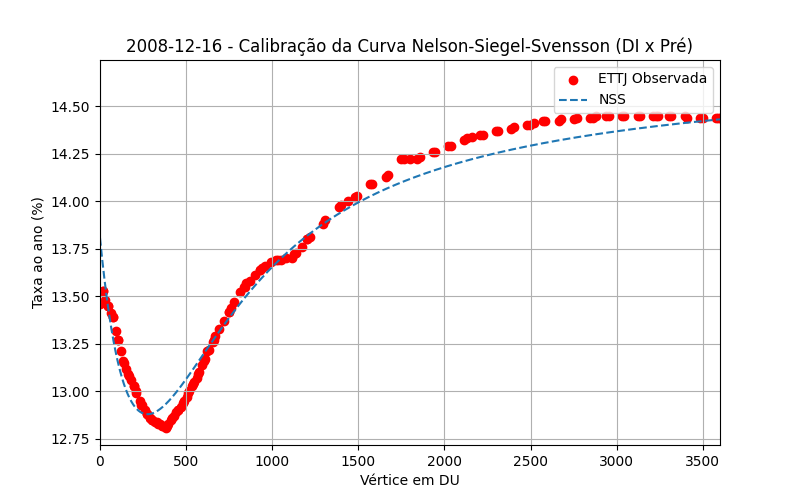 2008-12-16 - Calibração da Curva Nelson-Siegel-Svensson (DI x Pré)
ETTJ Observada
NSS
Taxa ao ano (%)
14.50
14.25
14.00
13.75
13.50
13.25
13.00
12.75
0 500 1000 1500 2000 2500 3000 3500
Vértice em DU